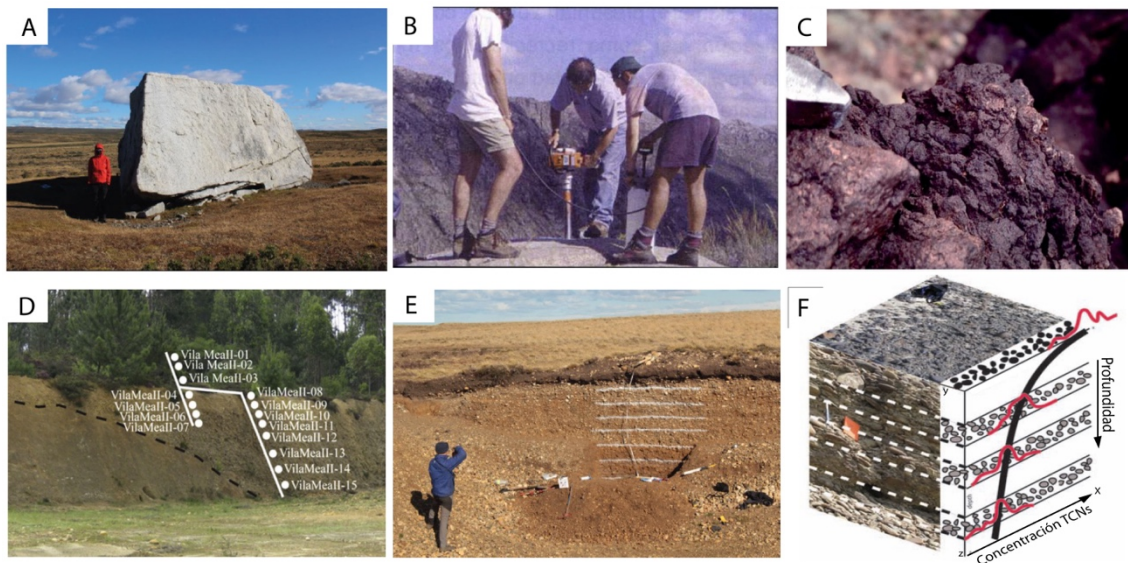 A
B
C
D
Vila MeaII-01
Vila MeaII-02
Vila MeaII-03
VilaMeaII-04
VilaMeaII-05
VilaMeaII-06
VilaMeaII-07
VilaMeaII-08
VilaMeaII-09
VilaMeaII-10
VilaMeaII-11
VilaMeaII-12
VilaMeaII-13
VilaMeaII-14
VilaMeaII-15
E
F
Profundidad
y
depth
z
x
Concentración TCNs